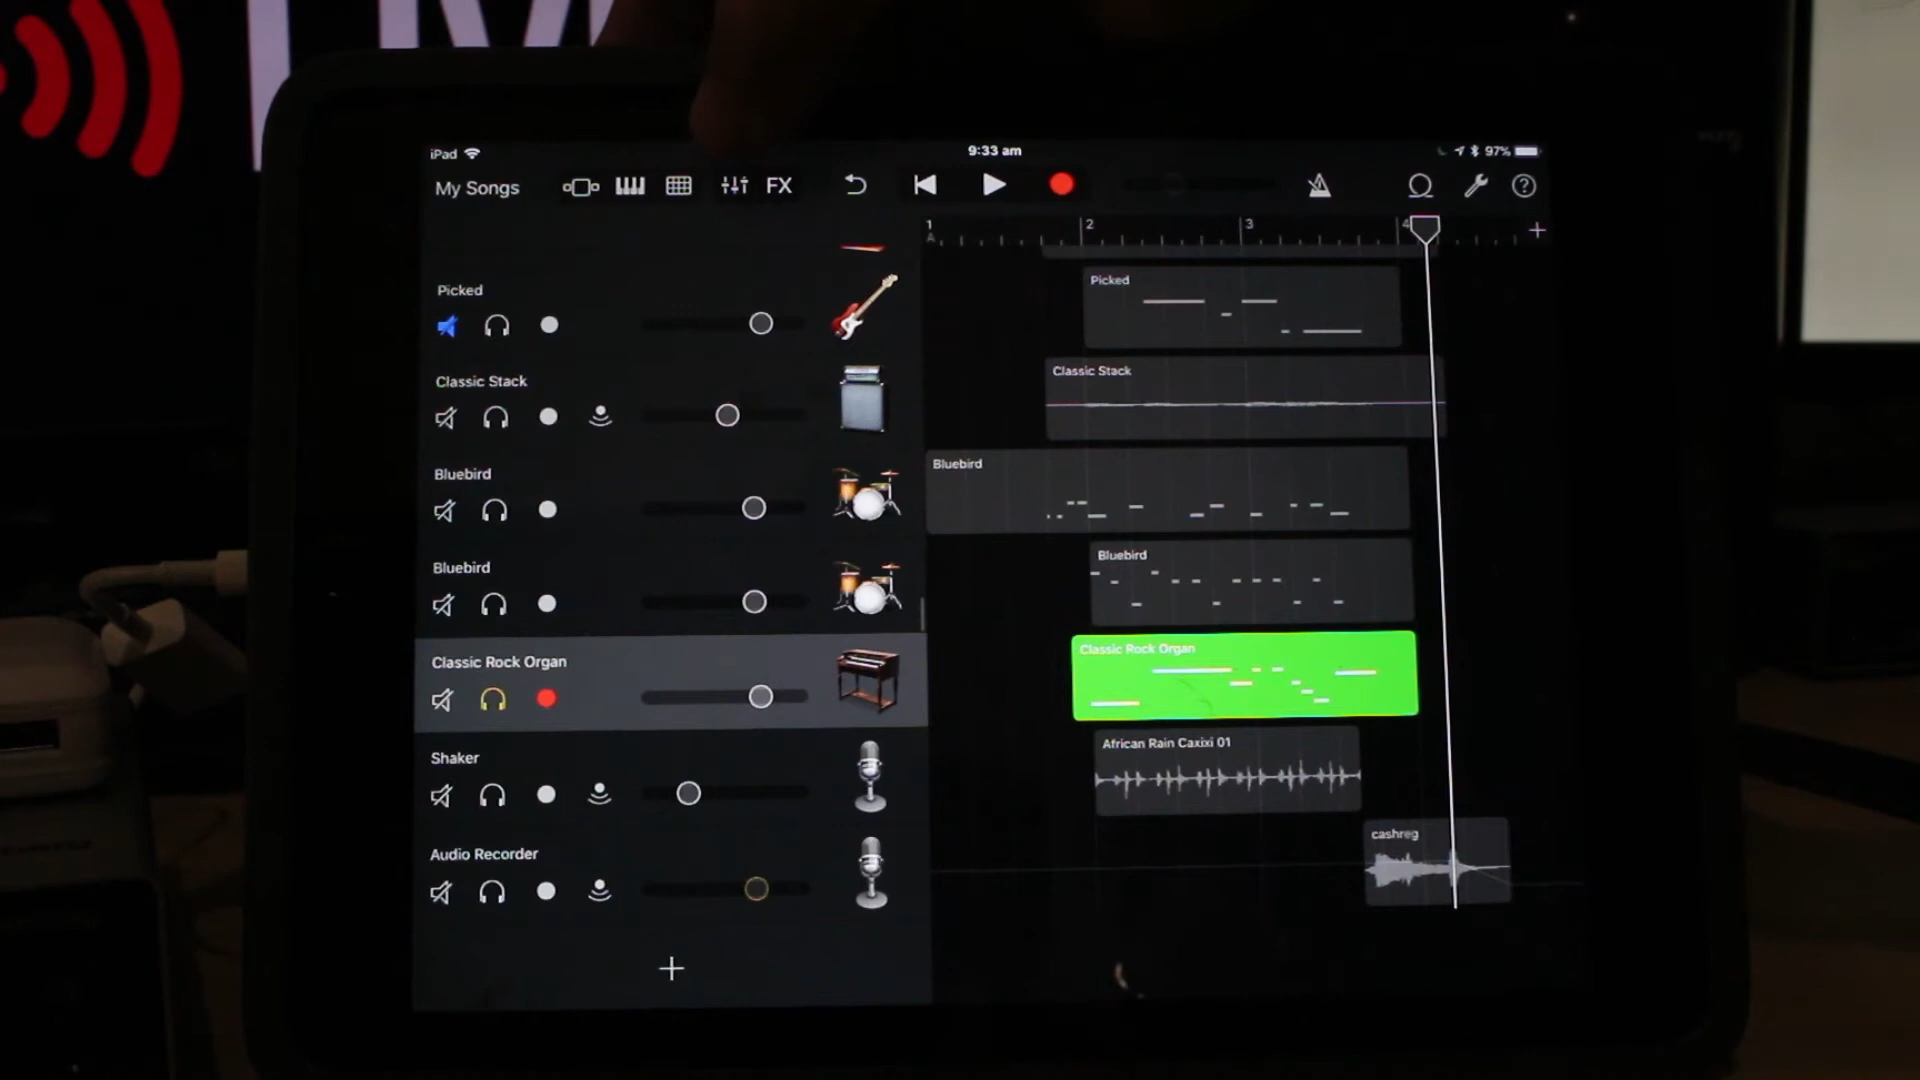 iPad 9:33 am 97%
My Songs FX
1 2 3 4
A
Picked Picked
Classic Stack Classic Stack
Bluebird Bluebird
Bluebird Bluebird
Classic Rock Organ Classic Rock Organ
Shaker African Rain Caxixi 01
Audio Recorder cashreg